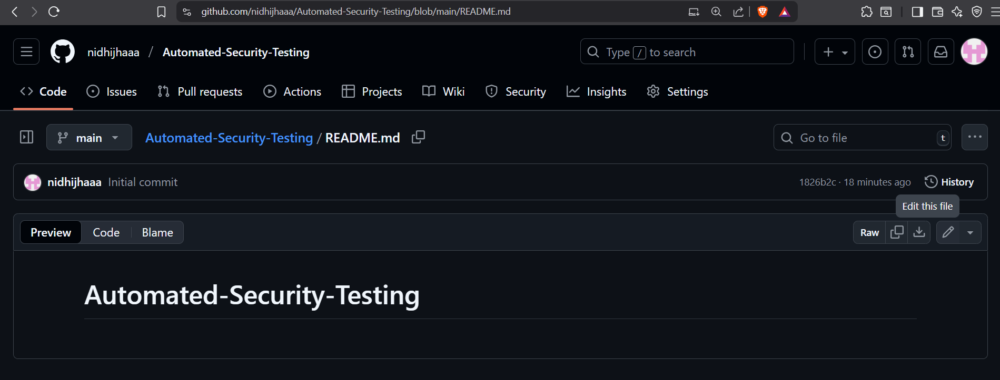 github.com/nidhijhaaa/Automated-Security-Testing/blob/main/README.md
nidhijhaaa / Automated-Security-Testing
Type / to search
Code Issues Pull requests Actions Projects Wiki Security Insights Settings
main Automated-Security-Testing / README.md
Go to file t
nidhijhaaa Initial commit 1826b2c · 18 minutes ago History
Edit this file
Preview Code Blame Raw
Automated-Security-Testing